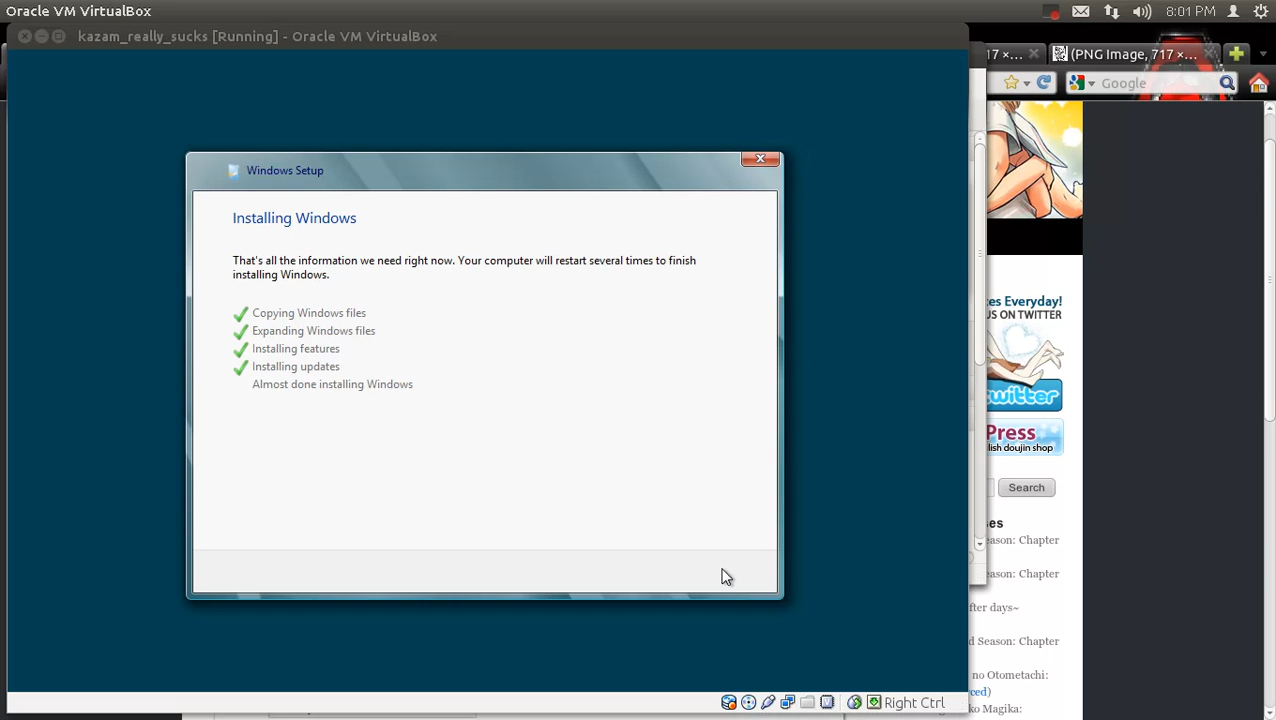 Oracle VM VirtualBox
8:01 PM
kazam_really_sucks [Running] - Oracle VM VirtualBox
17 ×...
(PNG Image, 717 ×...
Google
Windows Setup
Installing Windows
That's all the information we need right now. Your computer will restart several times to finish
installing Windows.
Copying Windows files
Expanding Windows files
Installing features
Installing updates
Almost done installing Windows
Right Ctrl
es Everyday!
US ON TWITTER
twitter
Press
lish doujin shop
Search
es
eason: Chapter
eason: Chapter
fter days~
d Season: Chapter
no Otometachi:
ced)
ko Magika: